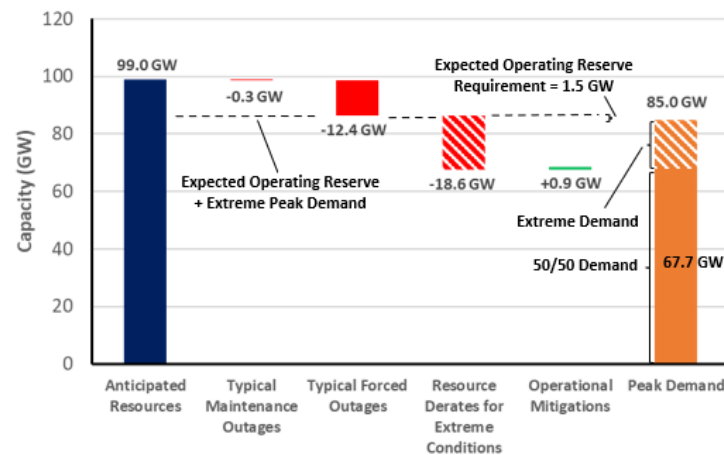 120
100
80
60
40
20
0
Capacity (GW)
99.0 GW
-0.3 GW
-12.4 GW
-18.6 GW
+0.9 GW
85.0 GW
67.7 GW
Expected Operating Reserve
Requirement = 1.5 GW
Expected Operating Reserve
+ Extreme Peak Demand
Extreme Demand
50/50 Demand
Anticipated
Resources
Typical
Maintenance
Outages
Typical Forced
Outages
Resource
Derates for
Extreme
Conditions
Operational
Mitigations
Peak Demand